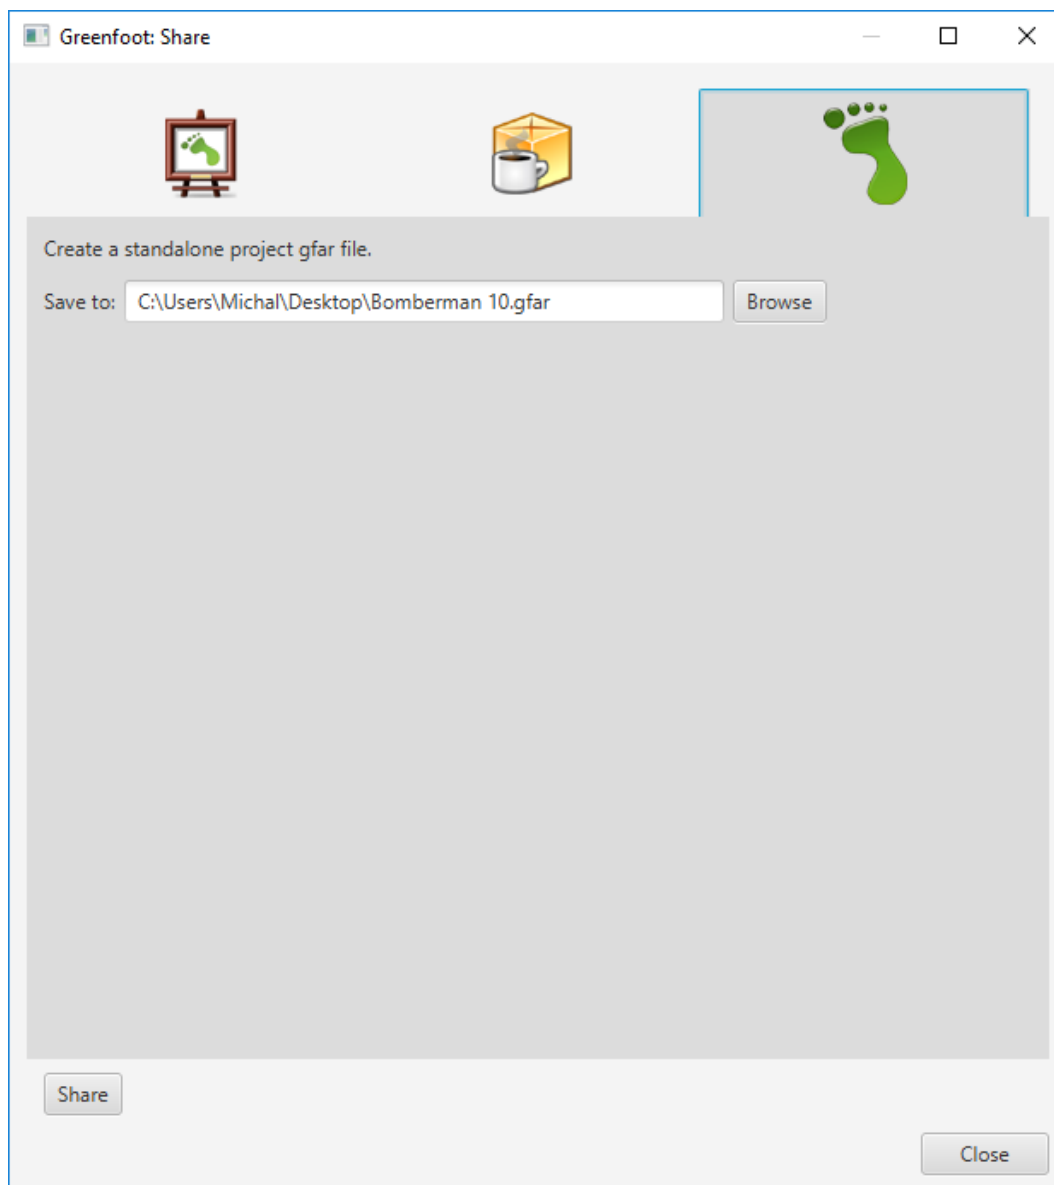 Greenfoot: Share
Create a standalone project gfar file.
Save to: C:\Users\Michal\Desktop\Bomberman 10.gfar Browse
Share
Close